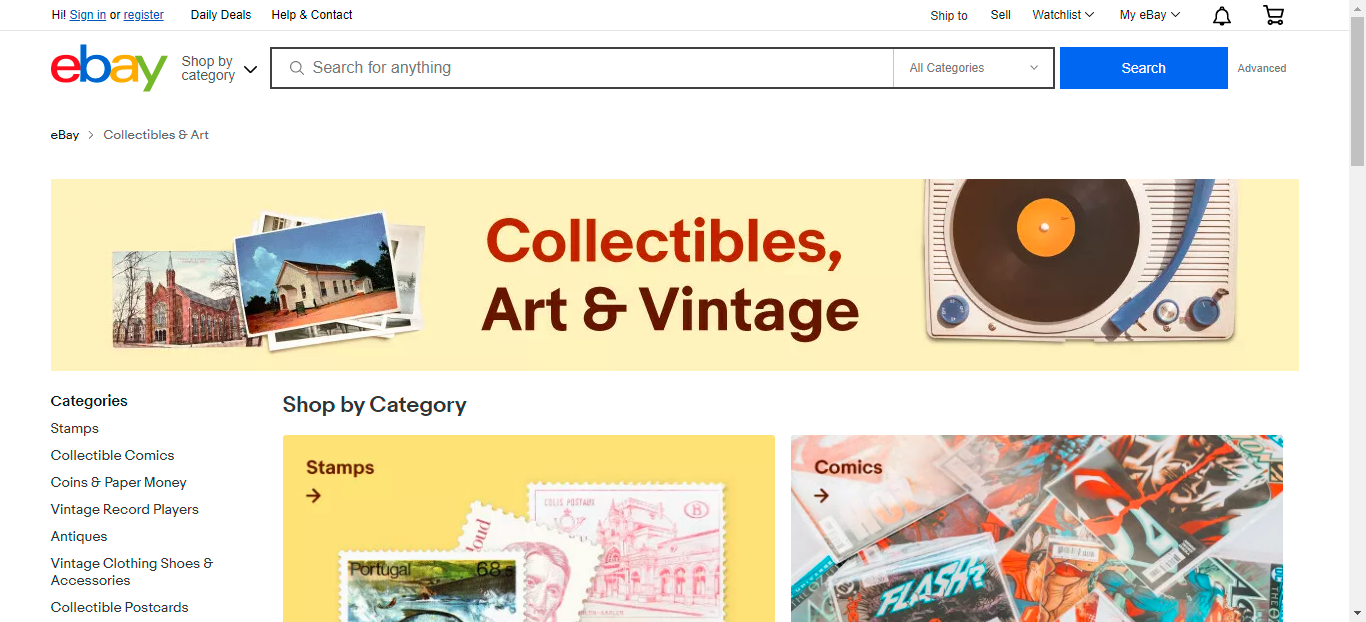 Hi! Sign in or register Daily Deals Help & Contact Ship to Sell Watchlist My eBay
ebay
Shop by
category
Search for anything
All Categories
Search
Advanced
eBay > Collectibles & Art
Collectibles,
Art & Vintage
Categories
Stamps
Collectible Comics
Coins & Paper Money
Vintage Record Players
Antiques
Vintage Clothing Shoes &
Accessories
Collectible Postcards
Shop by Category
Stamps
COLIS POSTAUX
B
Portugal 68s
Comics
FLASH?